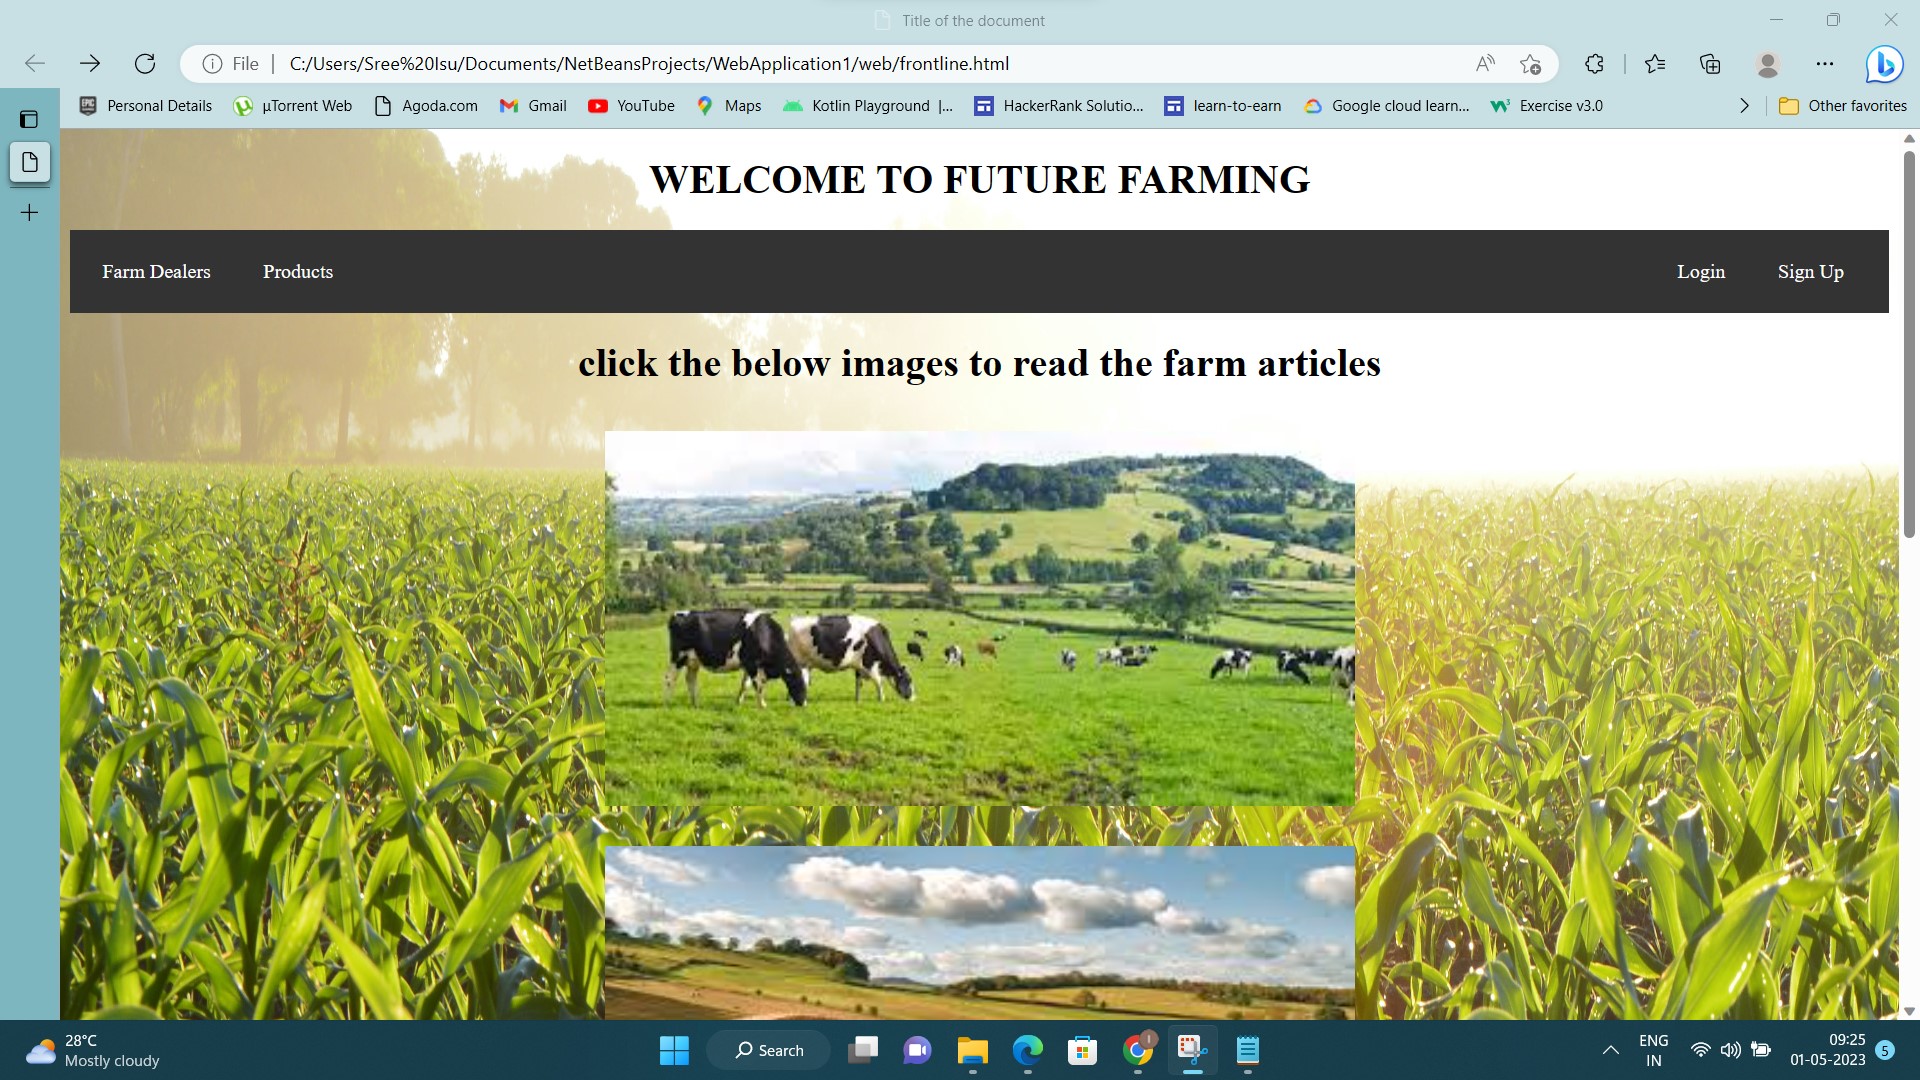 Title of the document
File
C:/Users/Sree%20Isu/Documents/NetBeansProjects/WebApplication1/web/frontline.html
Personal Details
µTorrent Web
Agoda.com
Gmail
YouTube
Maps
Kotlin Playground |...
HackerRank Solutio...
learn-to-earn
Google cloud learn...
Exercise v3.0
Other favorites
WELCOME TO FUTURE FARMING
Farm Dealers
Products
Login
Sign Up
click the below images to read the farm articles
28°C
Mostly cloudy
Search
ENG
IN
09:25
01-05-2023
5